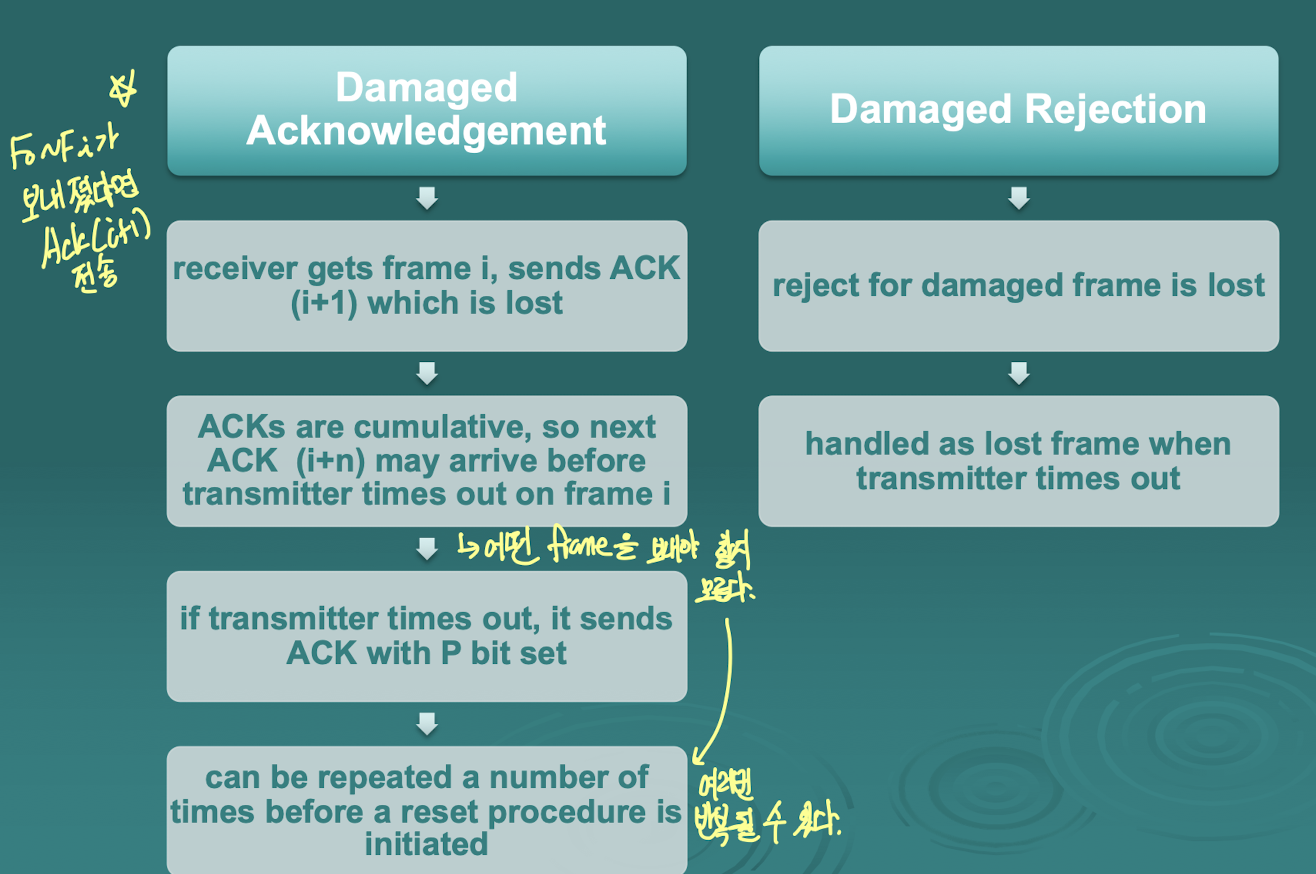 Damaged
Acknowledgement
☆
F0~Fi가
보내졌다면
Ack(i+1)
전송
receiver gets frame i, sends ACK
(i+1) which is lost
ACKs are cumulative, so next
ACK (i+n) may arrive before
transmitter times out on frame i
↳어떤 frame을 보내야 할지
모른다.
if transmitter times out, it sends
ACK with P bit set
can be repeated a number of
times before a reset procedure is
initiated
여러번
반복될 수 있다.
Damaged Rejection
reject for damaged frame is lost
handled as lost frame when
transmitter times out